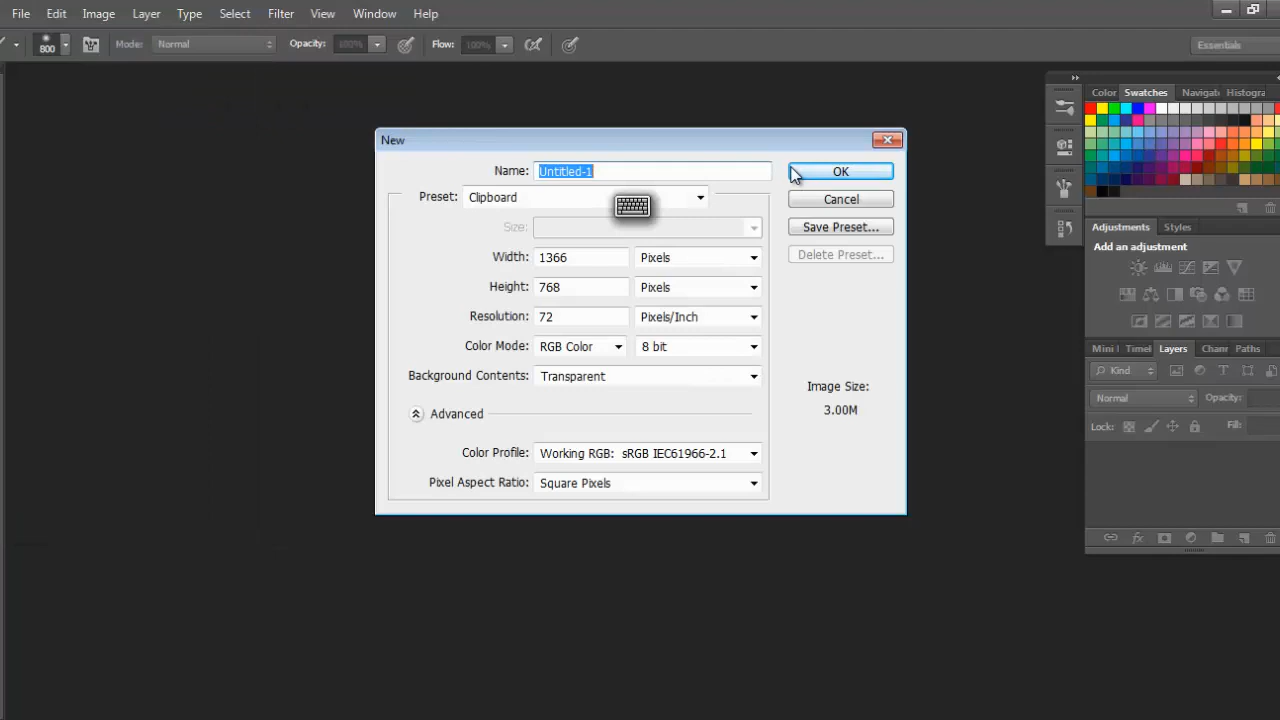 File Edit Image Layer Type Select Filter View Window Help
800 Mode: Normal Opacity: 100% Flow: 100% Essentials
Color Swatches Navigat Histogra
New
Name: Untitled-1 OK
Preset: Clipboard Cancel
Size: Save Preset...
Width: 1366 Pixels Delete Preset...
Height: 768 Pixels
Resolution: 72 Pixels/Inch
Color Mode: RGB Color 8 bit
Background Contents: Transparent
Image Size:
3.00M
Advanced
Color Profile: Working RGB: sRGB IEC61966-2.1
Pixel Aspect Ratio: Square Pixels
Adjustments Styles
Add an adjustment
Mini Timel Layers Chann Paths
Kind
Normal Opacity:
Lock: Fill: